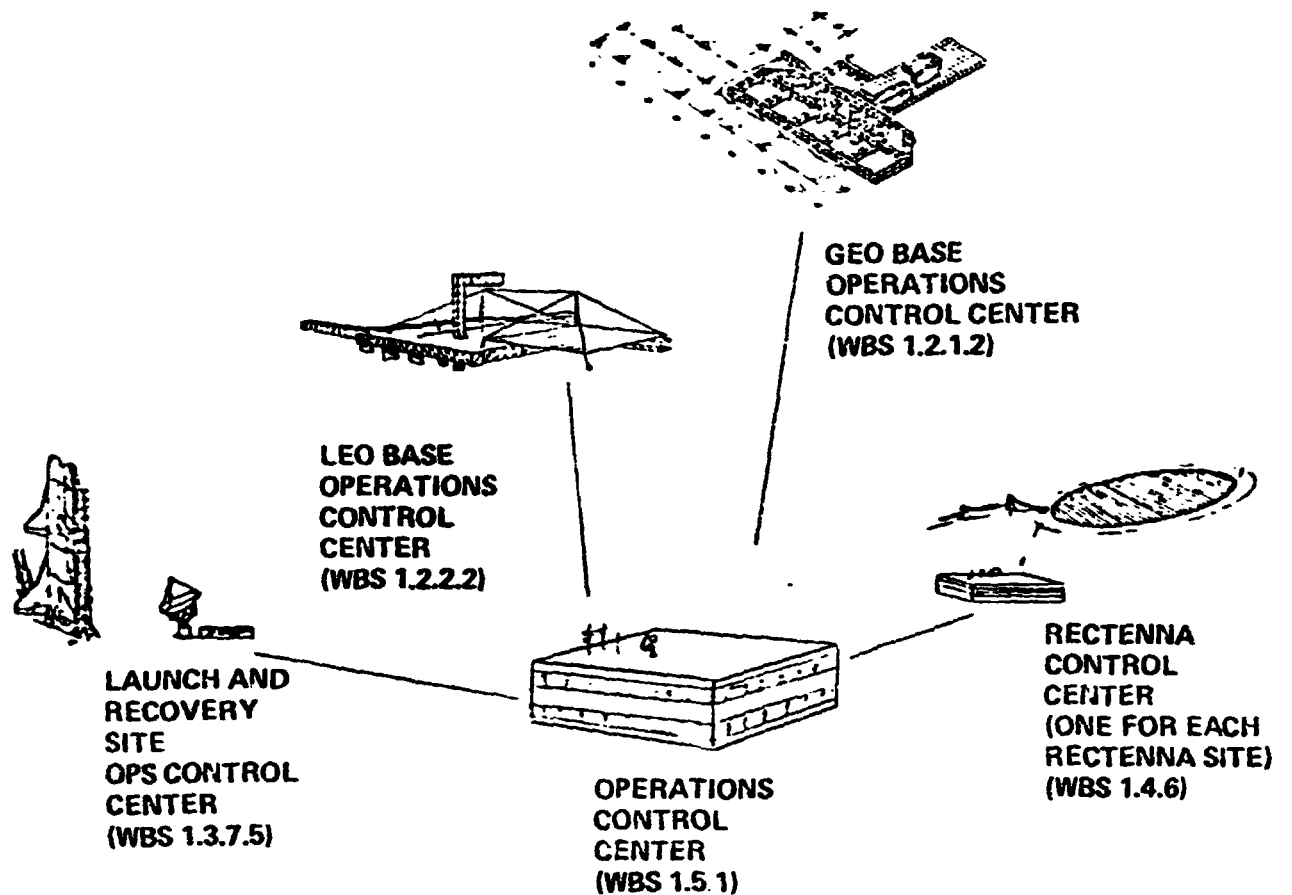 GEO BASE
OPERATIONS
CONTROL CENTER
(WBS 1.2.1.2)
LEO BASE
OPERATIONS
CONTROL
CENTER
(WBS 1.2.2.2)
LAUNCH AND
RECOVERY
SITE
OPS CONTROL
CENTER
(WBS 1.3.7.5)
OPERATIONS
CONTROL
CENTER
(WBS 1.5.1)
RECTENNA
CONTROL
CENTER
(ONE FOR EACH
RECTENNA SITE)
(WBS 1.4.6)